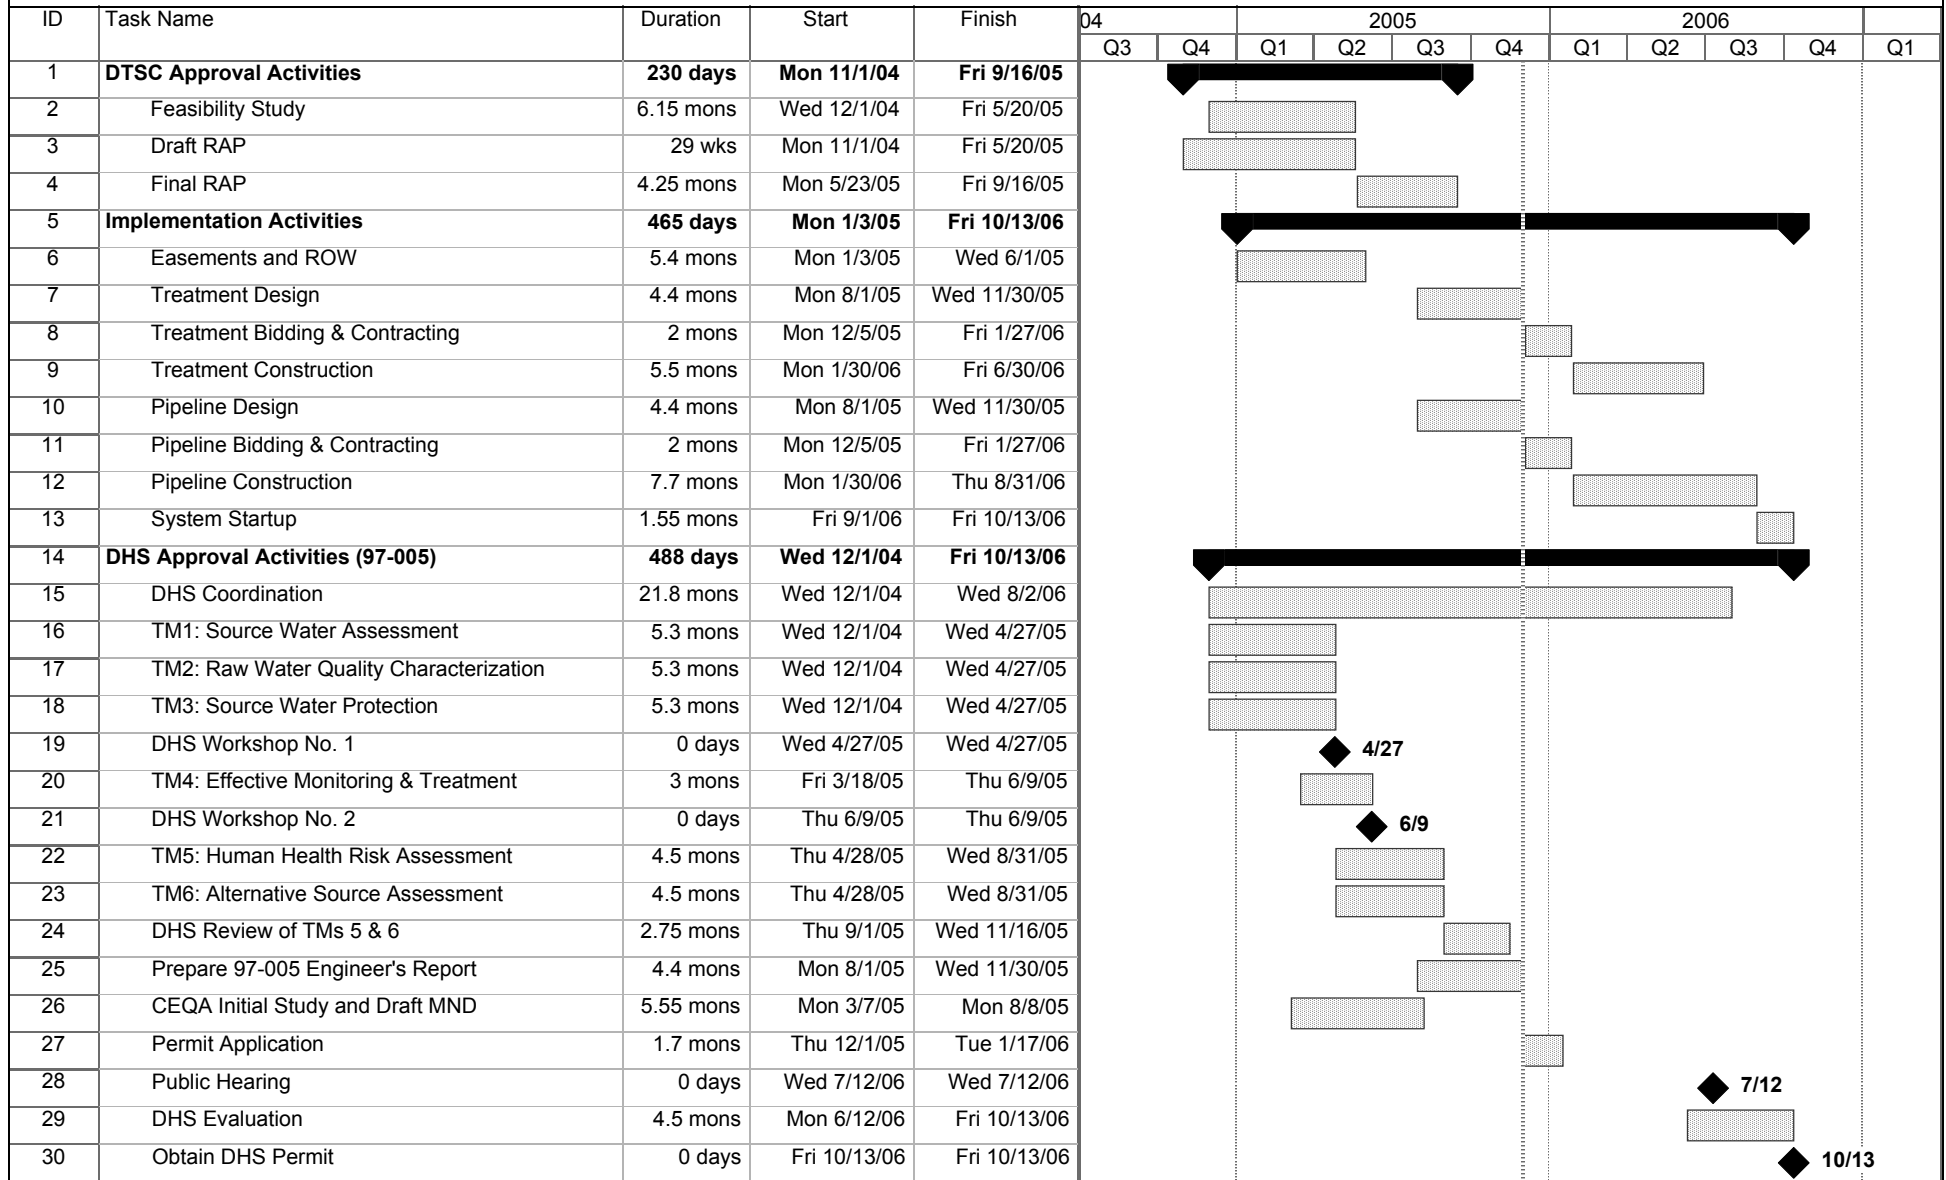 ID Task Name Duration Start Finish 04 2005 2006
Q3 Q4 Q1 Q2 Q3 Q4 Q1 Q2 Q3 Q4 Q1
1 DTSC Approval Activities 230 days Mon 11/1/04 Fri 9/16/05
2 Feasibility Study 6.15 mons Wed 12/1/04 Fri 5/20/05
3 Draft RAP 29 wks Mon 11/1/04 Fri 5/20/05
4 Final RAP 4.25 mons Mon 5/23/05 Fri 9/16/05
5 Implementation Activities 465 days Mon 1/3/05 Fri 10/13/06
6 Easements and ROW 5.4 mons Mon 1/3/05 Wed 6/1/05
7 Treatment Design 4.4 mons Mon 8/1/05 Wed 11/30/05
8 Treatment Bidding & Contracting 2 mons Mon 12/5/05 Fri 1/27/06
9 Treatment Construction 5.5 mons Mon 1/30/06 Fri 6/30/06
10 Pipeline Design 4.4 mons Mon 8/1/05 Wed 11/30/05
11 Pipeline Bidding & Contracting 2 mons Mon 12/5/05 Fri 1/27/06
12 Pipeline Construction 7.7 mons Mon 1/30/06 Thu 8/31/06
13 System Startup 1.55 mons Fri 9/1/06 Fri 10/13/06
14 DHS Approval Activities (97-005) 488 days Wed 12/1/04 Fri 10/13/06
15 DHS Coordination 21.8 mons Wed 12/1/04 Wed 8/2/06
16 TM1: Source Water Assessment 5.3 mons Wed 12/1/04 Wed 4/27/05
17 TM2: Raw Water Quality Characterization 5.3 mons Wed 12/1/04 Wed 4/27/05
18 TM3: Source Water Protection 5.3 mons Wed 12/1/04 Wed 4/27/05
19 DHS Workshop No. 1 0 days Wed 4/27/05 Wed 4/27/05 4/27
20 TM4: Effective Monitoring & Treatment 3 mons Fri 3/18/05 Thu 6/9/05
21 DHS Workshop No. 2 0 days Thu 6/9/05 Thu 6/9/05 6/9
22 TM5: Human Health Risk Assessment 4.5 mons Thu 4/28/05 Wed 8/31/05
23 TM6: Alternative Source Assessment 4.5 mons Thu 4/28/05 Wed 8/31/05
24 DHS Review of TMs 5 & 6 2.75 mons Thu 9/1/05 Wed 11/16/05
25 Prepare 97-005 Engineer's Report 4.4 mons Mon 8/1/05 Wed 11/30/05
26 CEQA Initial Study and Draft MND 5.55 mons Mon 3/7/05 Mon 8/8/05
27 Permit Application 1.7 mons Thu 12/1/05 Tue 1/17/06
28 Public Hearing 0 days Wed 7/12/06 Wed 7/12/06 7/12
29 DHS Evaluation 4.5 mons Mon 6/12/06 Fri 10/13/06
30 Obtain DHS Permit 0 days Fri 10/13/06 Fri 10/13/06 10/13